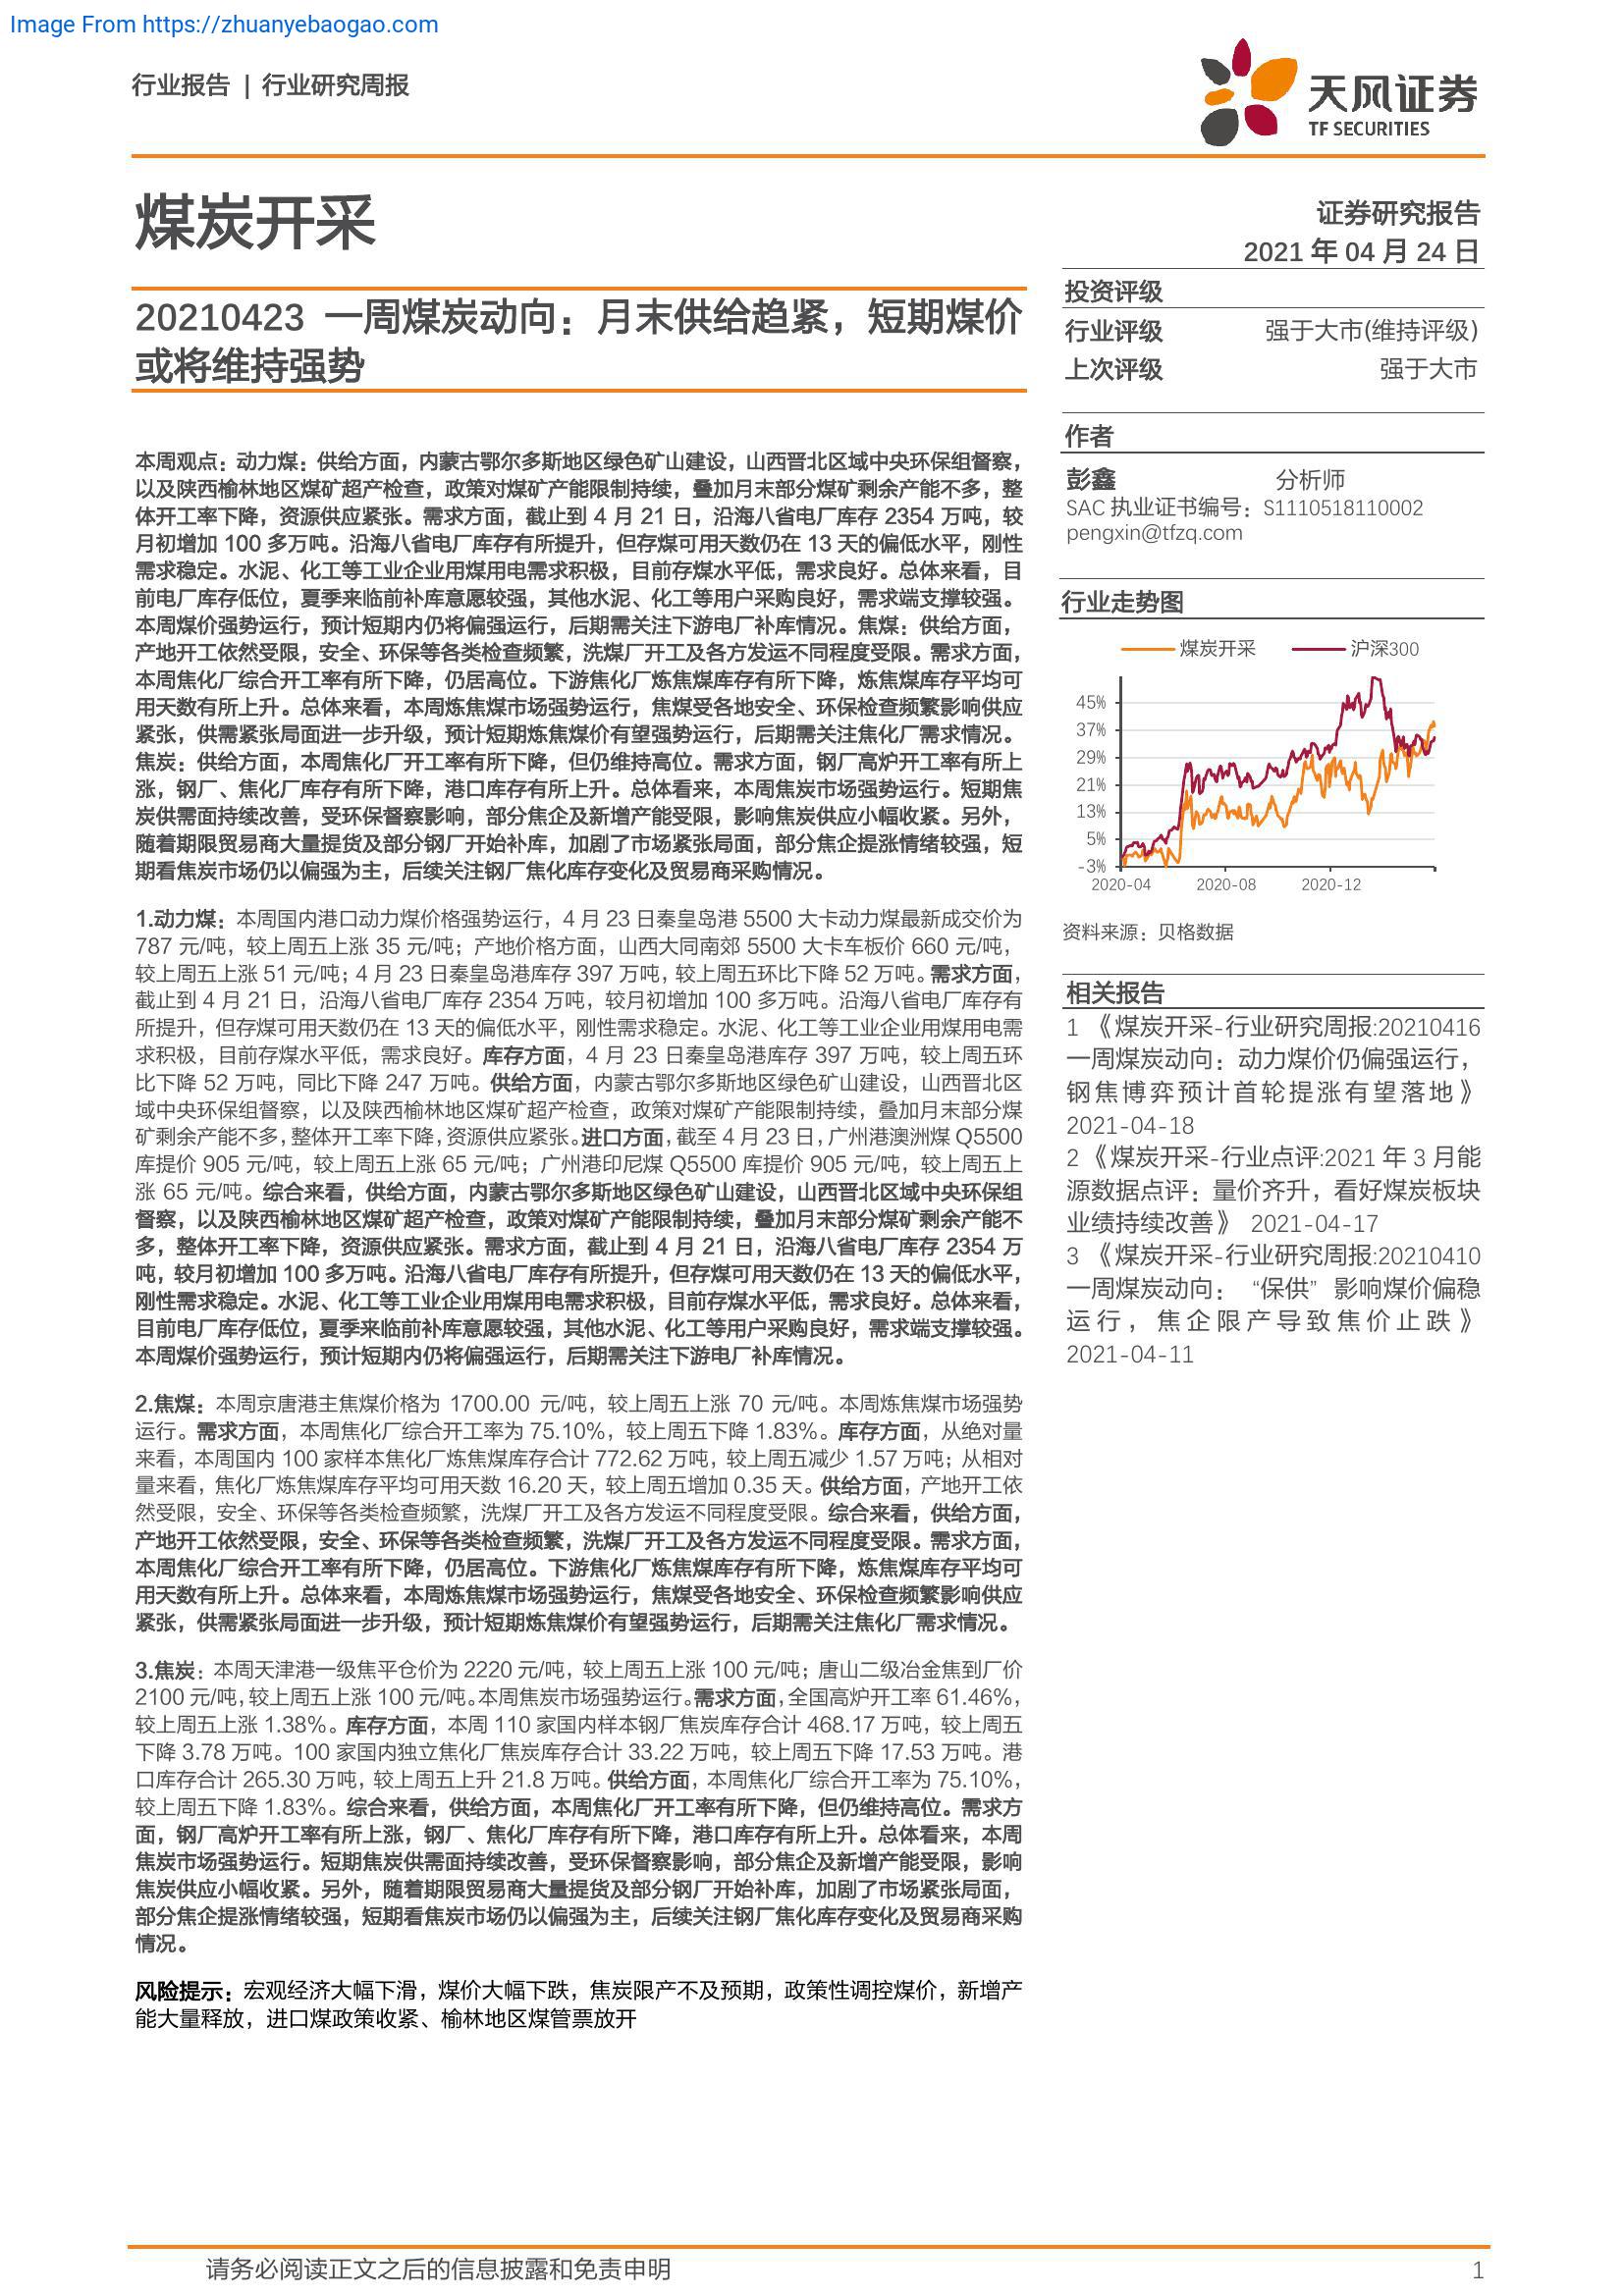 Image From https://zhuanyebaogao.com
行业报告 | 行业研究周报
天风证券
TF SECURITIES
煤炭开采
20210423 一周煤炭动向：月末供给趋紧，短期煤价
或将维持强势
本周观点：动力煤：供给方面，内蒙古鄂尔多斯地区绿色矿山建设，山西晋北区域中央环保组督察，
以及陕西榆林地区煤矿超产检查，政策对煤矿产能限制持续，叠加月末部分煤矿剩余产能不多，整
体开工率下降，资源供应紧张。需求方面，截止到 4 月 21 日，沿海八省电厂库存 2354 万吨，较
月初增加 100 多万吨。沿海八省电厂库存有所提升，但存煤可用天数仍在 13 天的偏低水平，刚性
需求稳定。水泥、化工等工业企业用煤用电需求积极，目前存煤水平低，需求良好。总体来看，目
前电厂库存低位，夏季来临前补库意愿较强，其他水泥、化工等用户采购良好，需求端支撑较强。
本周煤价强势运行，预计短期内仍将偏强运行，后期需关注下游电厂补库情况。焦煤：供给方面，
产地开工依然受限，安全、环保等各类检查频繁，洗煤厂开工及各方发运不同程度受限。需求方面，
本周焦化厂综合开工率有所下降，仍居高位。下游焦化厂炼焦煤库存有所下降，炼焦煤库存平均可
用天数有所上升。总体来看，本周炼焦煤市场强势运行，焦煤受各地安全、环保检查频繁影响供应
紧张，供需紧张局面进一步升级，预计短期炼焦煤价有望强势运行，后期需关注焦化厂需求情况。
焦炭：供给方面，本周焦化厂开工率有所下降，但仍维持高位。需求方面，钢厂高炉开工率有所上
涨，钢厂、焦化厂库存有所下降，港口库存有所上升。总体看来，本周焦炭市场强势运行。短期焦
炭供需面持续改善，受环保督察影响，部分焦企及新增产能受限，影响焦炭供应小幅收紧。另外，
随着期限贸易商大量提货及部分钢厂开始补库，加剧了市场紧张局面，部分焦企提涨情绪较强，短
期看焦炭市场仍以偏强为主，后续关注钢厂焦化库存变化及贸易商采购情况。
1.动力煤：本周国内港口动力煤价格强势运行，4 月 23 日秦皇岛港 5500 大卡动力煤最新成交价为
787 元/吨，较上周五上涨 35 元/吨；产地价格方面，山西大同南郊 5500 大卡车板价 660 元/吨，
较上周五上涨 51 元/吨；4 月 23 日秦皇岛港库存 397 万吨，较上周五环比下降 52 万吨。需求方面，
截止到 4 月 21 日，沿海八省电厂库存 2354 万吨，较月初增加 100 多万吨。沿海八省电厂库存有
所提升，但存煤可用天数仍在 13 天的偏低水平，刚性需求稳定。水泥、化工等工业企业用煤用电需
求积极，目前存煤水平低，需求良好。库存方面，4 月 23 日秦皇岛港库存 397 万吨，较上周五环
比下降 52 万吨，同比下降 247 万吨。供给方面，内蒙古鄂尔多斯地区绿色矿山建设，山西晋北区
域中央环保组督察，以及陕西榆林地区煤矿超产检查，政策对煤矿产能限制持续，叠加月末部分煤
矿剩余产能不多，整体开工率下降，资源供应紧张。进口方面，截至 4 月 23 日，广州港澳洲煤 Q5500
库提价 905 元/吨，较上周五上涨 65 元/吨；广州港印尼煤 Q5500 库提价 905 元/吨，较上周五上
涨 65 元/吨。综合来看，供给方面，内蒙古鄂尔多斯地区绿色矿山建设，山西晋北区域中央环保组
督察，以及陕西榆林地区煤矿超产检查，政策对煤矿产能限制持续，叠加月末部分煤矿剩余产能不
多，整体开工率下降，资源供应紧张。需求方面，截止到 4 月 21 日，沿海八省电厂库存 2354 万
吨，较月初增加 100 多万吨。沿海八省电厂库存有所提升，但存煤可用天数仍在 13 天的偏低水平，
刚性需求稳定。水泥、化工等工业企业用煤用电需求积极，目前存煤水平低，需求良好。总体来看，
目前电厂库存低位，夏季来临前补库意愿较强，其他水泥、化工等用户采购良好，需求端支撑较强。
本周煤价强势运行，预计短期内仍将偏强运行，后期需关注下游电厂补库情况。
2.焦煤：本周京唐港主焦煤价格为 1700.00 元/吨，较上周五上涨 70 元/吨。本周炼焦煤市场强势
运行。需求方面，本周焦化厂综合开工率为 75.10%，较上周五下降 1.83%。库存方面，从绝对量
来看，本周国内 100 家样本焦化厂炼焦煤库存合计 772.62 万吨，较上周五减少 1.57 万吨；从相对
量来看，焦化厂炼焦煤库存平均可用天数 16.20 天，较上周五增加 0.35 天。供给方面，产地开工依
然受限，安全、环保等各类检查频繁，洗煤厂开工及各方发运不同程度受限。综合来看，供给方面，
产地开工依然受限，安全、环保等各类检查频繁，洗煤厂开工及各方发运不同程度受限。需求方面，
本周焦化厂综合开工率有所下降，仍居高位。下游焦化厂炼焦煤库存有所下降，炼焦煤库存平均可
用天数有所上升。总体来看，本周炼焦煤市场强势运行，焦煤受各地安全、环保检查频繁影响供应
紧张，供需紧张局面进一步升级，预计短期炼焦煤价有望强势运行，后期需关注焦化厂需求情况。
3.焦炭：本周天津港一级焦平仓价为 2220 元/吨，较上周五上涨 100 元/吨；唐山二级冶金焦到厂价
2100 元/吨，较上周五上涨 100 元/吨。本周焦炭市场强势运行。需求方面，全国高炉开工率 61.46%，
较上周五上涨 1.38%。库存方面，本周 110 家国内样本钢厂焦炭库存合计 468.17 万吨，较上周五
下降 3.78 万吨。100 家国内独立焦化厂焦炭库存合计 33.22 万吨，较上周五下降 17.53 万吨。港
口库存合计 265.30 万吨，较上周五上升 21.8 万吨。供给方面，本周焦化厂综合开工率为 75.10%，
较上周五下降 1.83%。综合来看，供给方面，本周焦化厂开工率有所下降，但仍维持高位。需求方
面，钢厂高炉开工率有所上涨，钢厂、焦化厂库存有所下降，港口库存有所上升。总体看来，本周
焦炭市场强势运行。短期焦炭供需面持续改善，受环保督察影响，部分焦企及新增产能受限，影响
焦炭供应小幅收紧。另外，随着期限贸易商大量提货及部分钢厂开始补库，加剧了市场紧张局面，
部分焦企提涨情绪较强，短期看焦炭市场仍以偏强为主，后续关注钢厂焦化库存变化及贸易商采购
情况。
风险提示：宏观经济大幅下滑，煤价大幅下跌，焦炭限产不及预期，政策性调控煤价，新增产
能大量释放，进口煤政策收紧、榆林地区煤管票放开
证券研究报告
2021 年 04 月 24 日
投资评级
行业评级 强于大市(维持评级)
上次评级 强于大市
作者
彭鑫 分析师
SAC 执业证书编号：S1110518110002
pengxin@tfzq.com
行业走势图
煤炭开采 沪深300
45%
37%
29%
21%
13%
5%
-3%
2020-04 2020-08 2020-12
资料来源：贝格数据
相关报告
1 《煤炭开采-行业研究周报:20210416
一周煤炭动向：动力煤价仍偏强运行，
钢焦博弈预计首轮提涨有望落地》
2021-04-18
2 《煤炭开采-行业点评:2021 年 3 月能
源数据点评：量价齐升，看好煤炭板块
业绩持续改善》 2021-04-17
3 《煤炭开采-行业研究周报:20210410
一周煤炭动向： “保供” 影响煤价偏稳
运行，焦企限产导致焦价止跌》
2021-04-11
请务必阅读正文之后的信息披露和免责申明 1